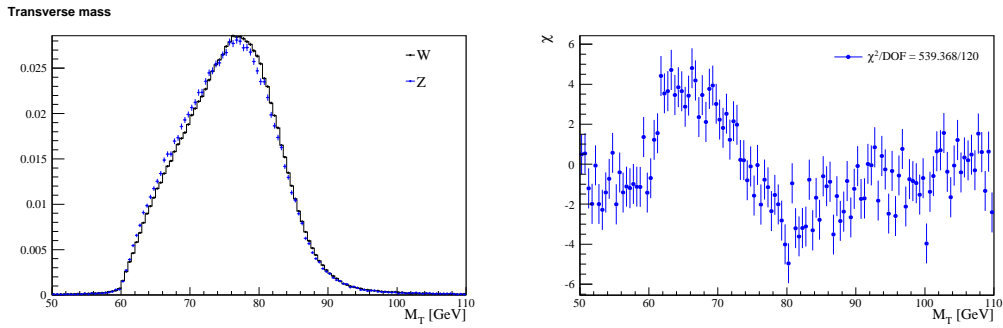 Transverse mass
0.025
0.02
0.015
0.01
0.005
0
50 60 70 80 90 100 110
M_T [GeV]
W
Z
χ
6
4
2
0
-2
-4
-6
50 60 70 80 90 100 110
M_T [GeV]
χ²/DOF = 539.368/120